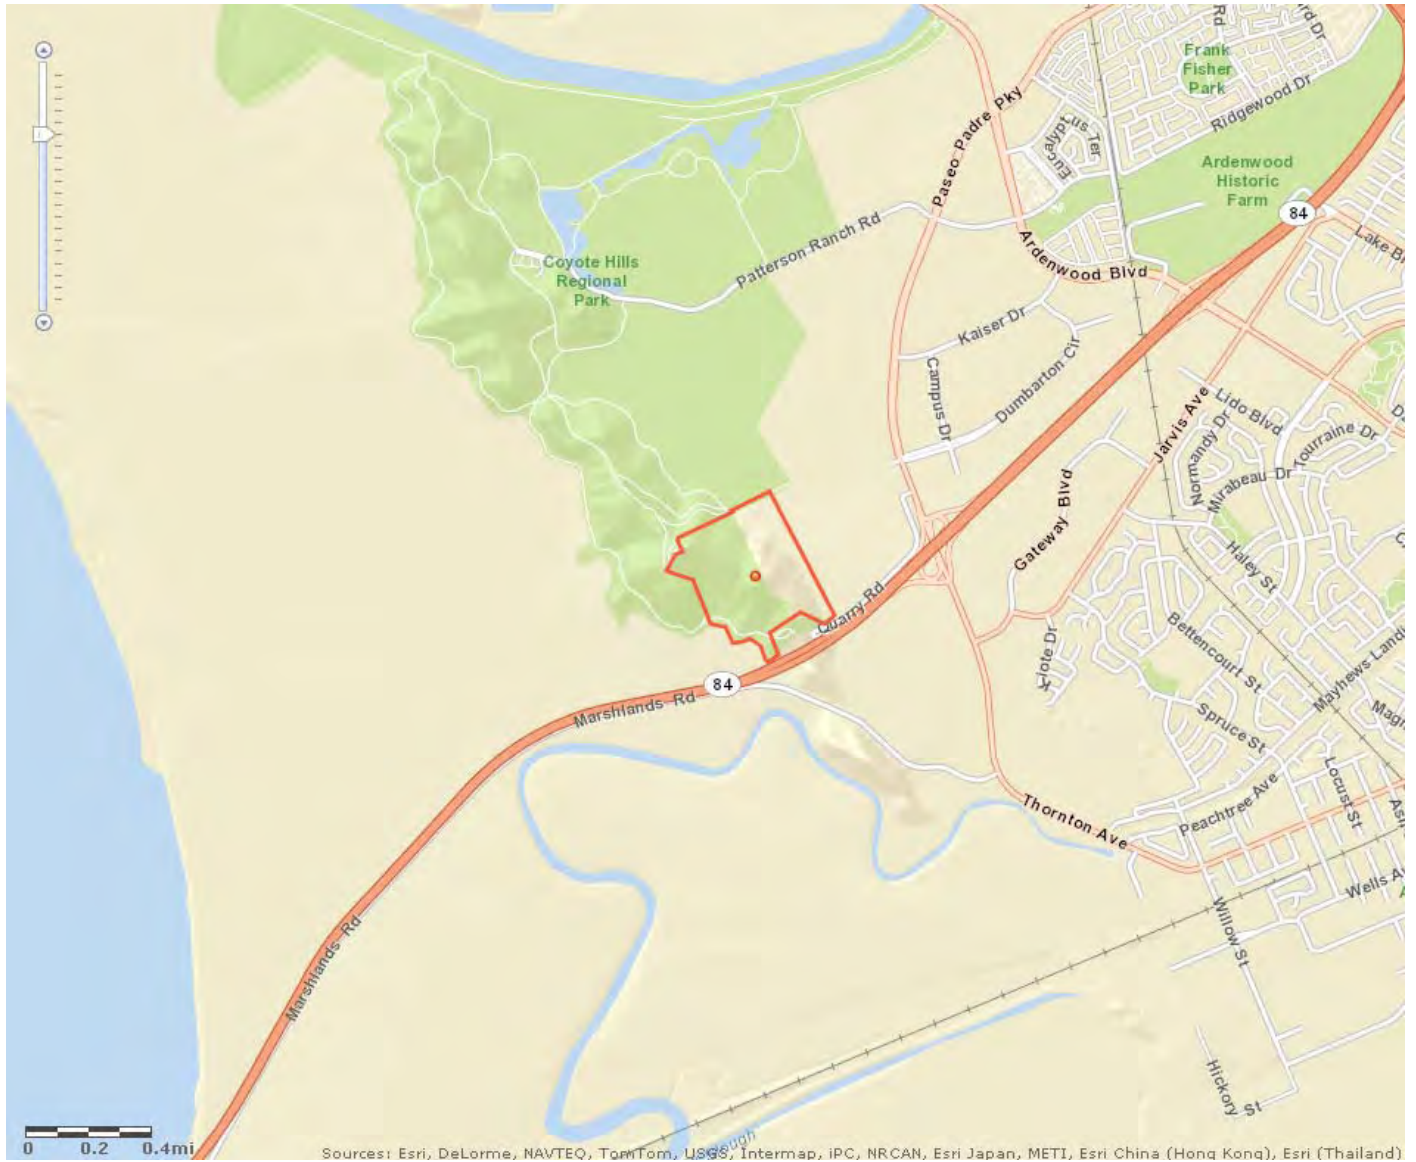 Rd
Frank
Fisher
Park
Ridgewood Dr
Eucalypt
us Ter
Paseo Padre Pky
Ardenwood
Historic
Farm
84
Patterson Ranch Rd
Ardenwood Blvd
Coyote Hills
Regional
Park
Kaiser Dr
Campus Dr
Dumbarton Cir
Jarvis Ave
Lido Blvd
Normandy Dr
Tourraine Dr
Mirabeau Dr
Gateway Blvd
Haley St
Quarry Rd
Bettencourt St
Spruce St
Mayhews Landi
84
Marshlands Rd
Locust St
Peachtree Ave
Thornton Ave
Wells A
Willow St
Marshlands Rd
Hickory St
0 0.2 0.4mi
Sources: Esri, DeLorme, NAVTEQ, TomTom, USGS, Intermap, iPC, NRCAN, Esri Japan, METI, Esri China (Hong Kong), Esri (Thailand)